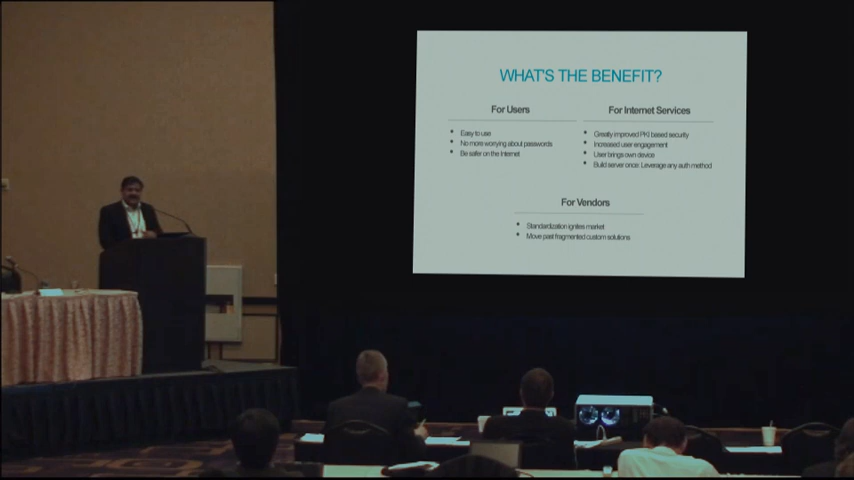 WHAT'S THE BENEFIT?
For Users
Easy to use
No more worrying about passwords
Be safer on the Internet
For Internet Services
Greatly improved PKI based security
Increased user engagement
User brings own device
Build server once: Leverage any auth method
For Vendors
Standardization ignites market
Move past fragmented custom solutions